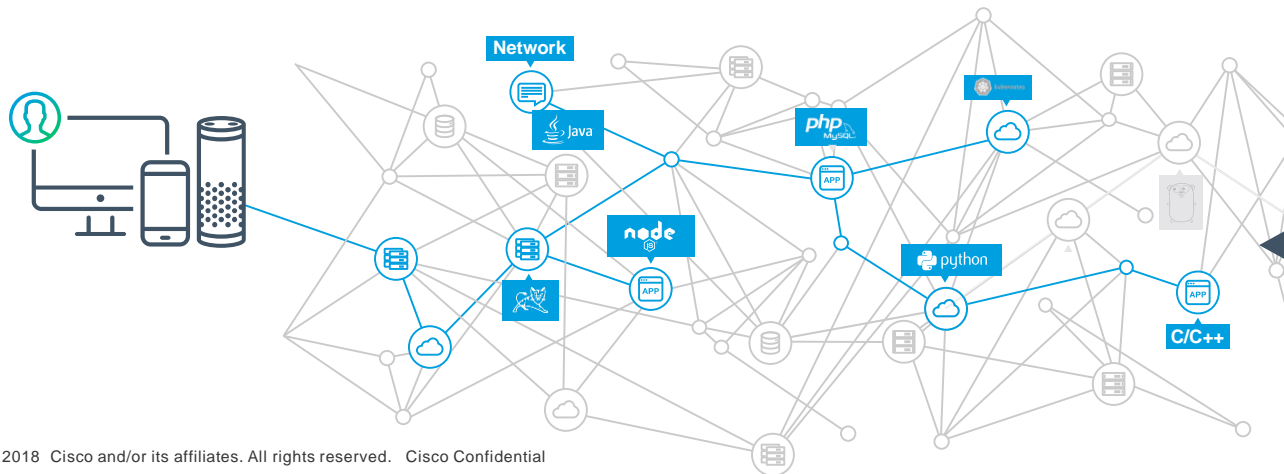 Network
Java
php
MySQL
kubernetes
node
JS
APP
APP
python
APP
C/C++
2018 Cisco and/or its affiliates. All rights reserved. Cisco Confidential